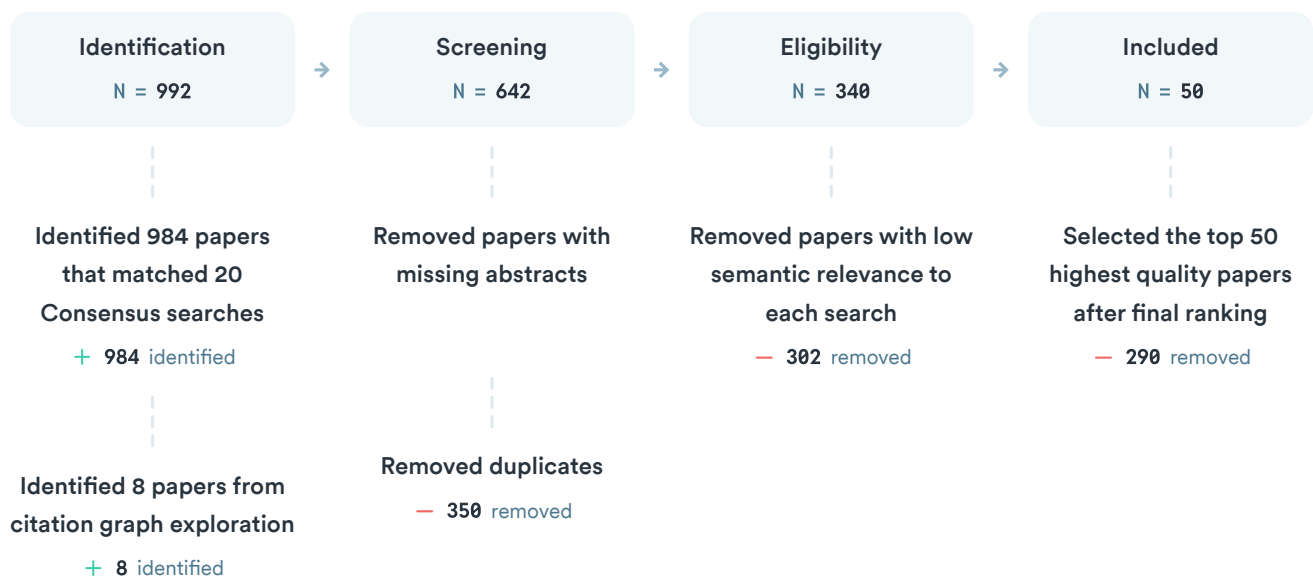 Identification
N = 992
Identified 984 papers
that matched 20
Consensus searches
+ 984 identified
Identified 8 papers from
citation graph exploration
+ 8 identified
Screening
N = 642
Removed papers with
missing abstracts
Removed duplicates
— 350 removed
Eligibility
N = 340
Removed papers with low
semantic relevance to
each search
— 302 removed
Included
N = 50
Selected the top 50
highest quality papers
after final ranking
— 290 removed